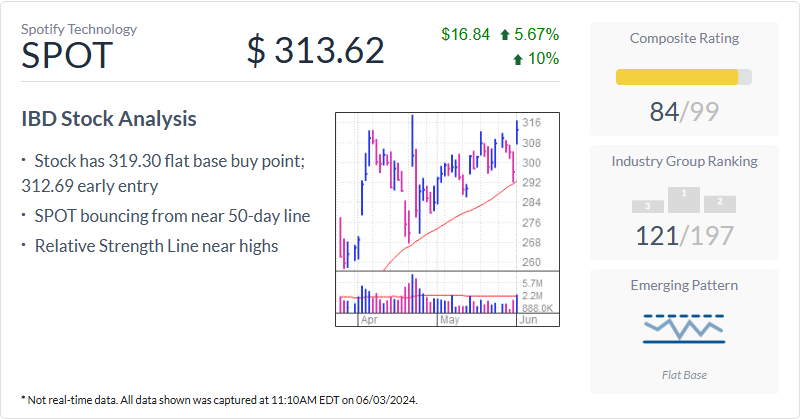 Spotify Technology
SPOT
$ 313.62
$16.84 5.67%
10%
IBD Stock Analysis
· Stock has 319.30 flat base buy point;
312.69 early entry
· SPOT bouncing from near 50-day line
· Relative Strength Line near highs
316
308
300
292
284
276
268
260
5.7M
2.2M
888.0K
Apr May Jun
Composite Rating
84/99
Industry Group Ranking
3 1 2
121/197
Emerging Pattern
Flat Base
* Not real-time data. All data shown was captured at 11:10AM EDT on 06/03/2024.